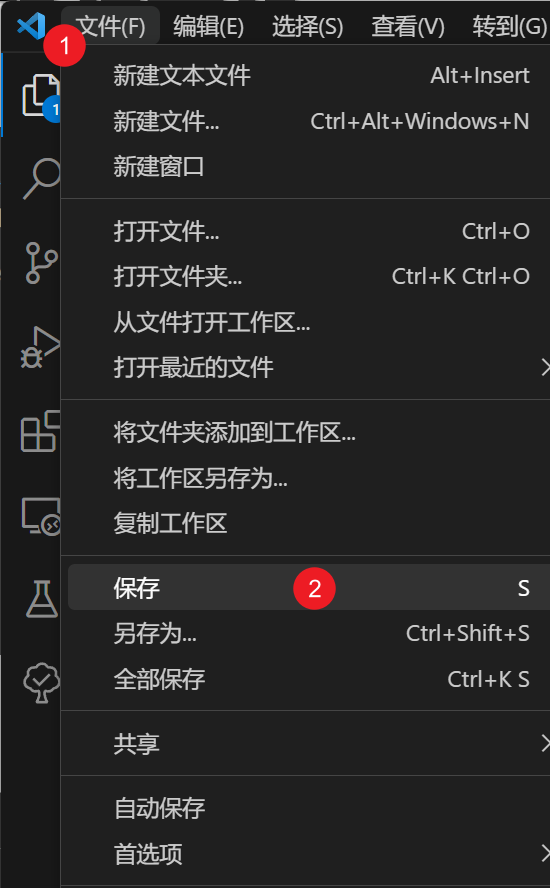 文件(F) 编辑(E) 选择(S) 查看(V) 转到(G)
1
1
新建文本文件 Alt+Insert
新建文件... Ctrl+Alt+Windows+N
新建窗口
打开文件... Ctrl+O
打开文件夹... Ctrl+K Ctrl+O
从文件打开工作区...
打开最近的文件
将文件夹添加到工作区...
将工作区另存为...
复制工作区
保存 2 S
另存为... Ctrl+Shift+S
全部保存 Ctrl+K S
共享
自动保存
首选项